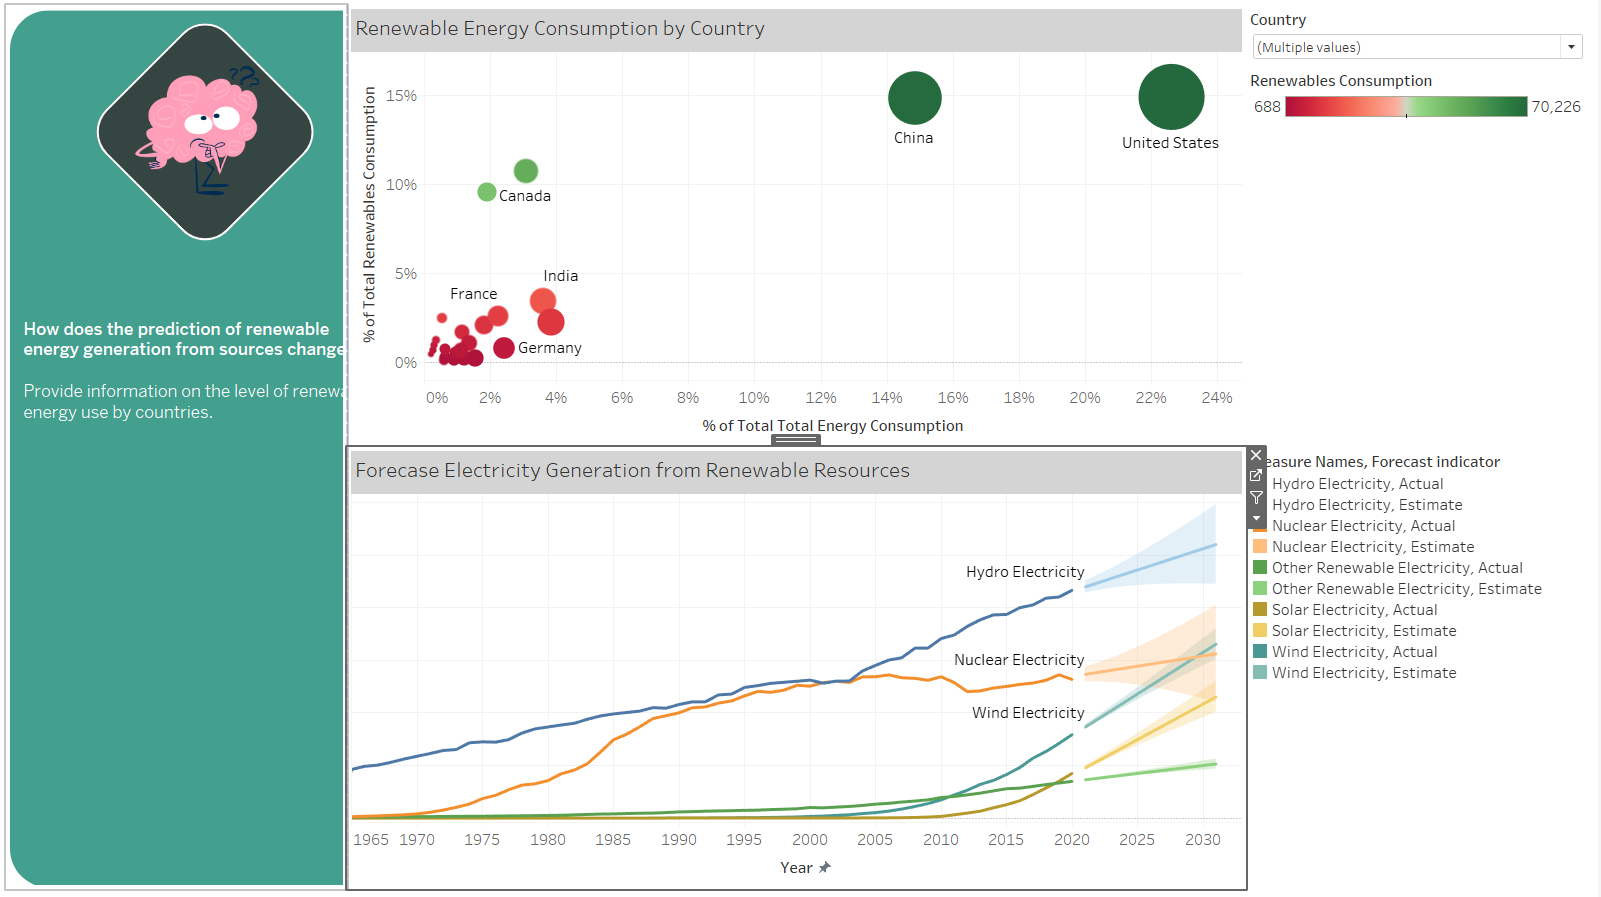 ???
How does the prediction of renewable
energy generation from sources change
Provide information on the level of renewa
energy use by countries.
Renewable Energy Consumption by Country
% of Total Renewables Consumption
15%
10%
5%
0%
China
United States
Canada
India
France
Germany
0% 2% 4% 6% 8% 10% 12% 14% 16% 18% 20% 22% 24%
% of Total Total Energy Consumption
Country
(Multiple values)
Renewables Consumption
688 70,226
Forecase Electricity Generation from Renewable Resources
Hydro Electricity
Nuclear Electricity
Wind Electricity
1965 1970 1975 1980 1985 1990 1995 2000 2005 2010 2015 2020 2025 2030
Year
easure Names, Forecast indicator
Hydro Electricity, Actual
Hydro Electricity, Estimate
Nuclear Electricity, Actual
Nuclear Electricity, Estimate
Other Renewable Electricity, Actual
Other Renewable Electricity, Estimate
Solar Electricity, Actual
Solar Electricity, Estimate
Wind Electricity, Actual
Wind Electricity, Estimate